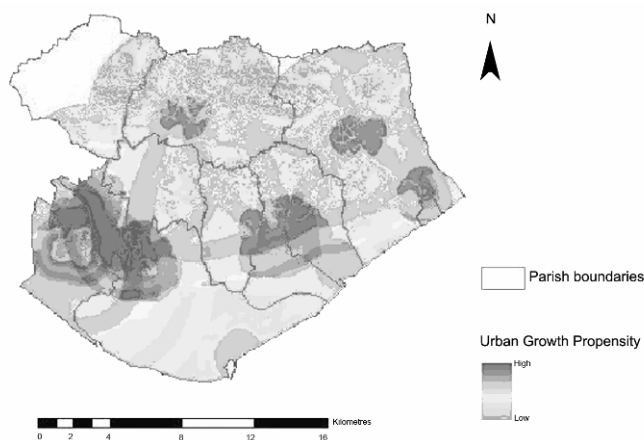 N
Parish boundaries
Urban Growth Propensity
High
Low
Kilometres
0 2 4 8 12 16